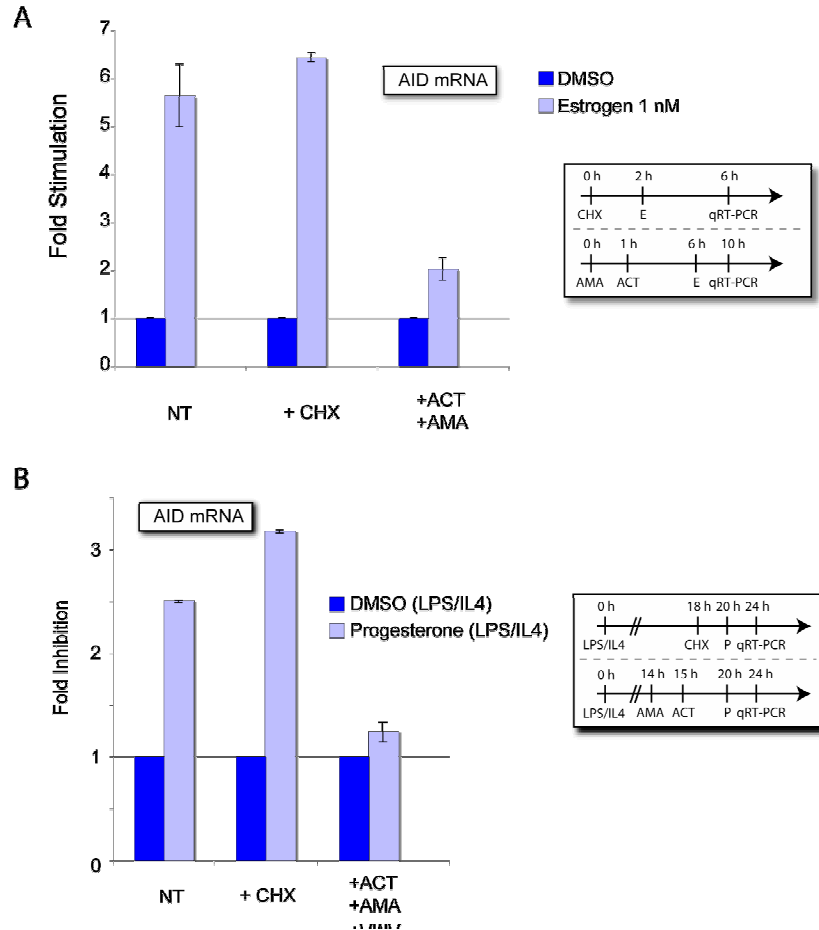 A
7
6
5
4
3
2
1
0
Fold Stimulation
AID mRNA
DMSO
Estrogen 1 nM
NT
+ CHX
+ACT
+AMA
0 h 2 h 6 h
CHX E qRT-PCR
0 h 1 h 6 h 10 h
AMA ACT E qRT-PCR
B
3
2
1
0
Fold Inhibition
AID mRNA
DMSO (LPS/IL4)
Progesterone (LPS/IL4)
NT
+ CHX
+ACT
+AMA
0 h 18 h 20 h 24 h
LPS/IL4 CHX P qRT-PCR
0 h 14 h 15 h 20 h 24 h
LPS/IL4 AMA ACT P qRT-PCR